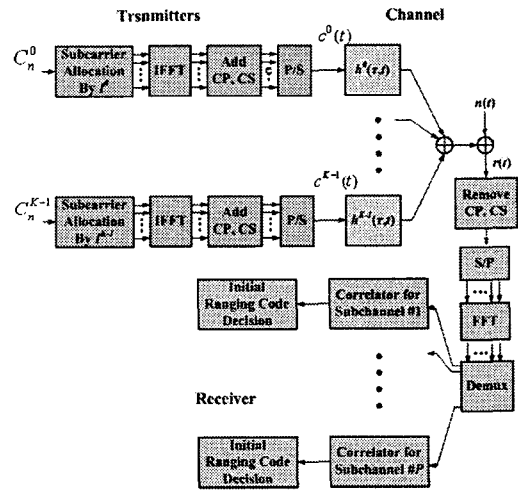 Trsnmitters
Channel
C_n^0
Subcarrier
Allocation
By l^0
IFFT
Add
CP, CS
P/S
c^0(t)
h^0(τ,t)
n(t)
r(t)
C_n^{K-1}
Subcarrier
Allocation
By l^{K-1}
IFFT
Add
CP, CS
P/S
c^{K-1}(t)
h^{K-1}(τ,t)
Remove
CP, CS
S/P
FFT
Demux
Initial
Ranging Code
Decision
Correlator for
Subchannel #1
Receiver
Initial
Ranging Code
Decision
Correlator for
Subchannel #P